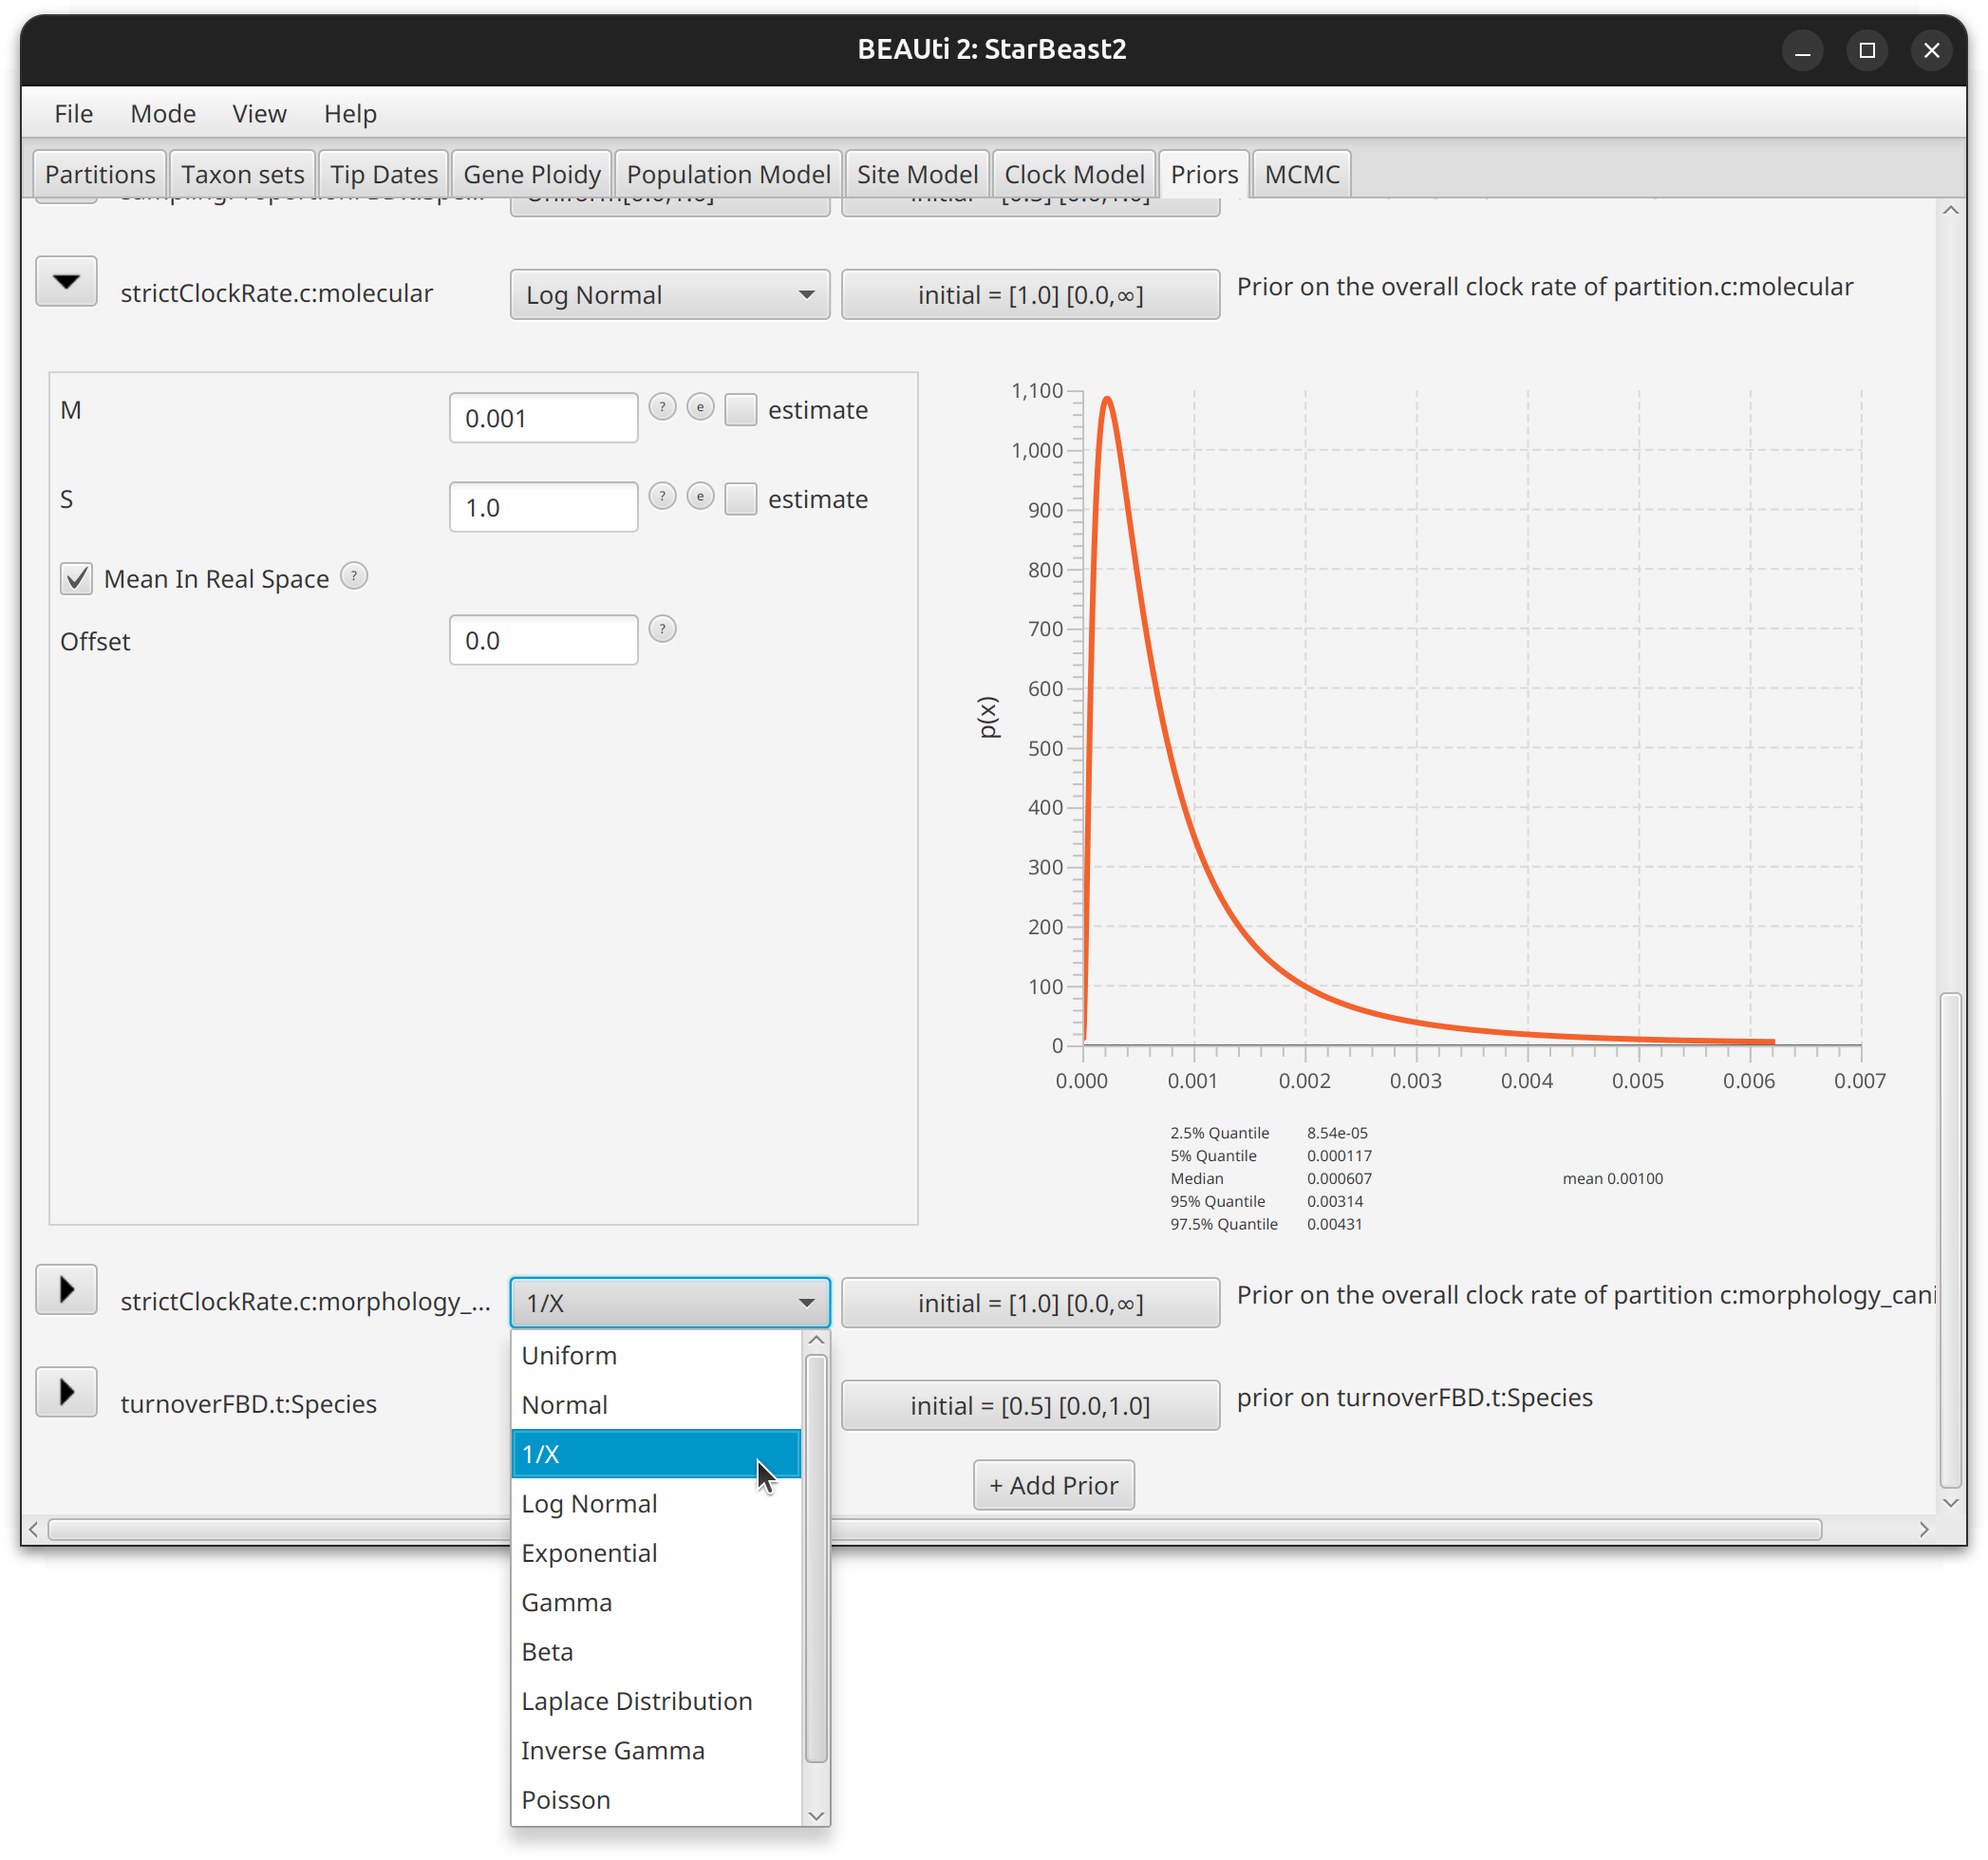 BEAUti 2: StarBeast2
File Mode View Help
Partitions Taxon sets Tip Dates Gene Ploidy Population Model Site Model Clock Model Priors MCMC
strictClockRate.c:molecular Log Normal initial = [1.0] [0.0,∞] Prior on the overall clock rate of partition.c:molecular
M 0.001 ? e estimate
S 1.0 ? e estimate
Mean In Real Space ?
Offset 0.0 ?
p(x)
1,100
1,000
900
800
700
600
500
400
300
200
100
0
0.000 0.001 0.002 0.003 0.004 0.005 0.006 0.007
2.5% Quantile 8.54e-05
5% Quantile 0.000117
Median 0.000607 mean 0.00100
95% Quantile 0.00314
97.5% Quantile 0.00431
strictClockRate.c:morphology_... 1/X initial = [1.0] [0.0,∞] Prior on the overall clock rate of partition c:morphology_cani
turnoverFBD.t:Species initial = [0.5] [0.0,1.0] prior on turnoverFBD.t:Species
+ Add Prior
Uniform
Normal
1/X
Log Normal
Exponential
Gamma
Beta
Laplace Distribution
Inverse Gamma
Poisson